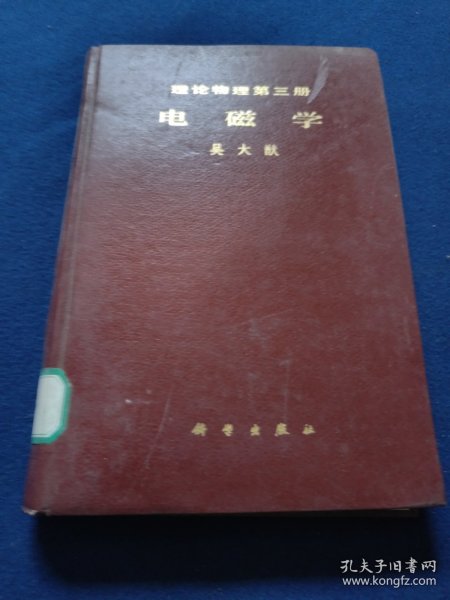 理论物理第三册
电磁学
吴大猷
科学出版社
孔夫子旧书网
www.kongfz.com